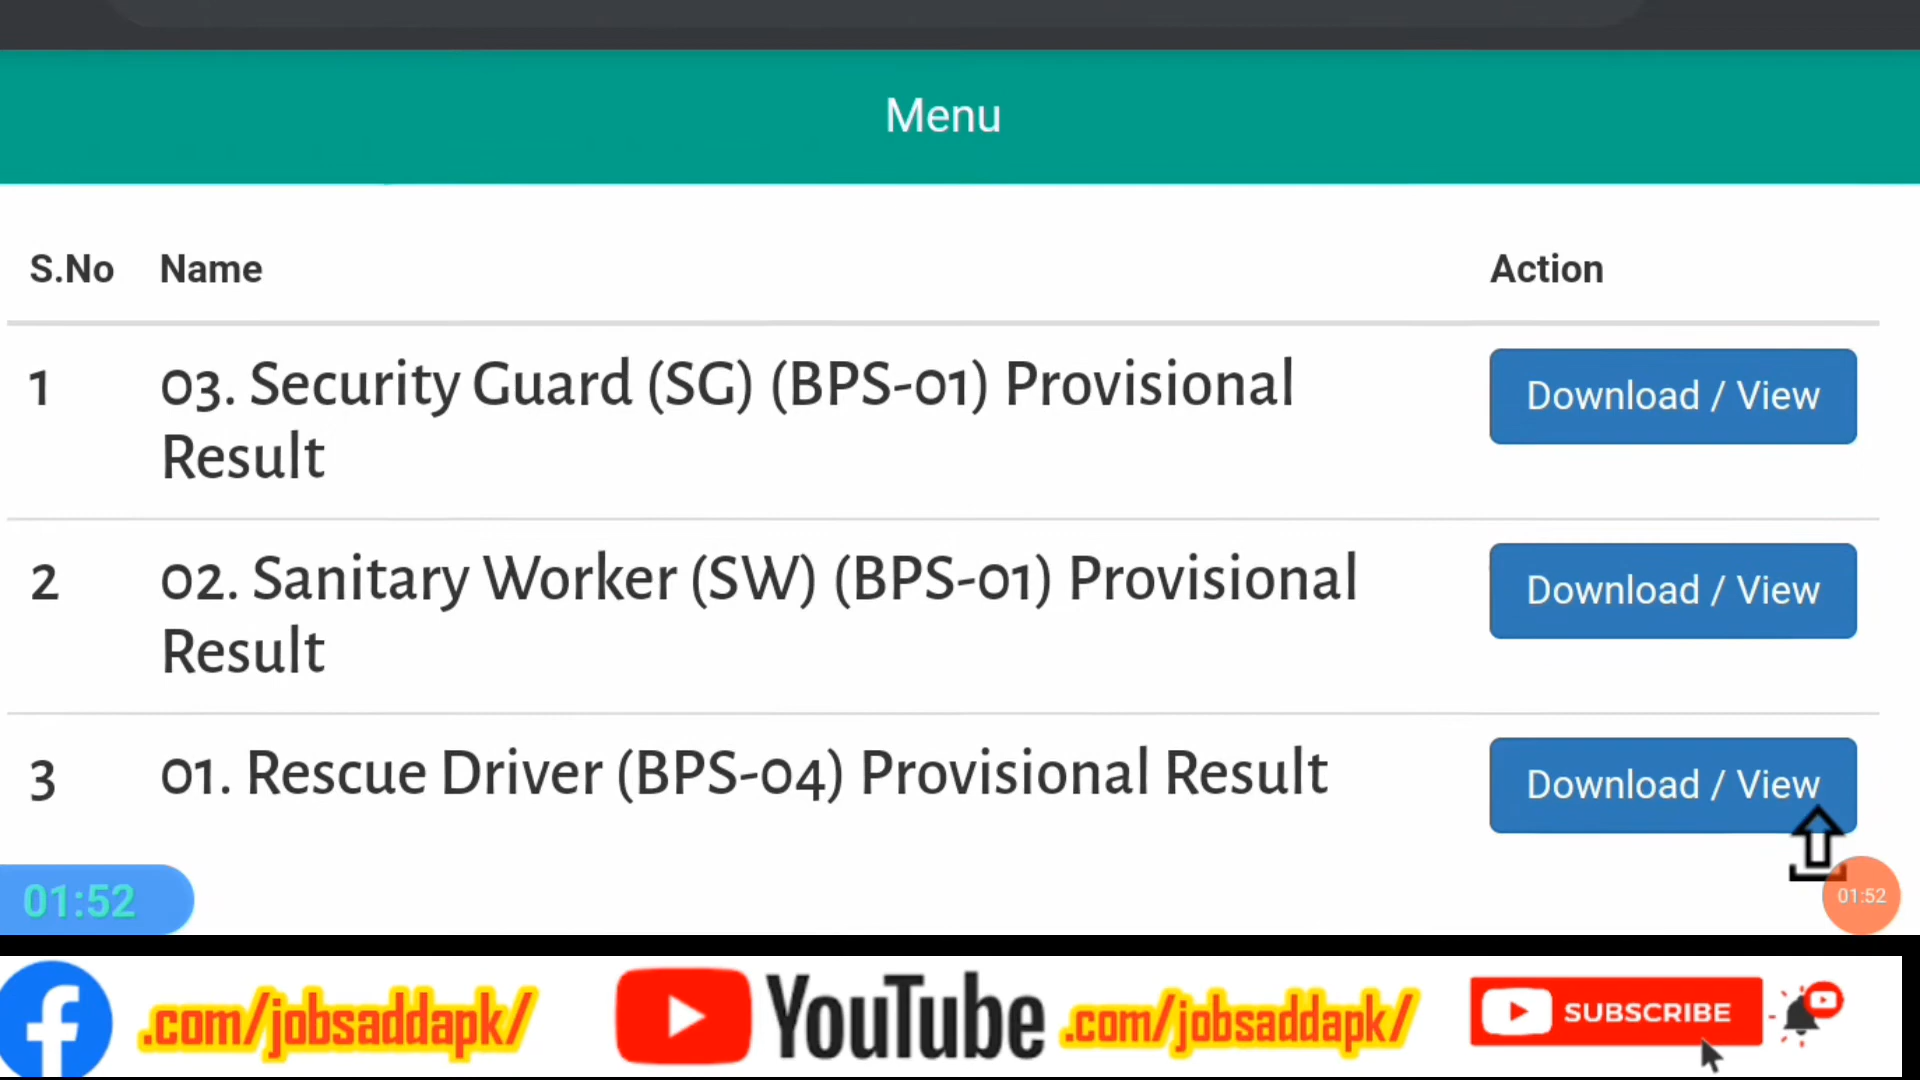 Menu
S.No Name Action
1 03. Security Guard (SG) (BPS-01) Provisional Download / View
Result
2 02. Sanitary Worker (SW) (BPS-01) Provisional Download / View
Result
3 01. Rescue Driver (BPS-04) Provisional Result Download / View
01:52 01:52
f .com/jobsaddapk/ YouTube .com/jobsaddapk/ SUBSCRIBE